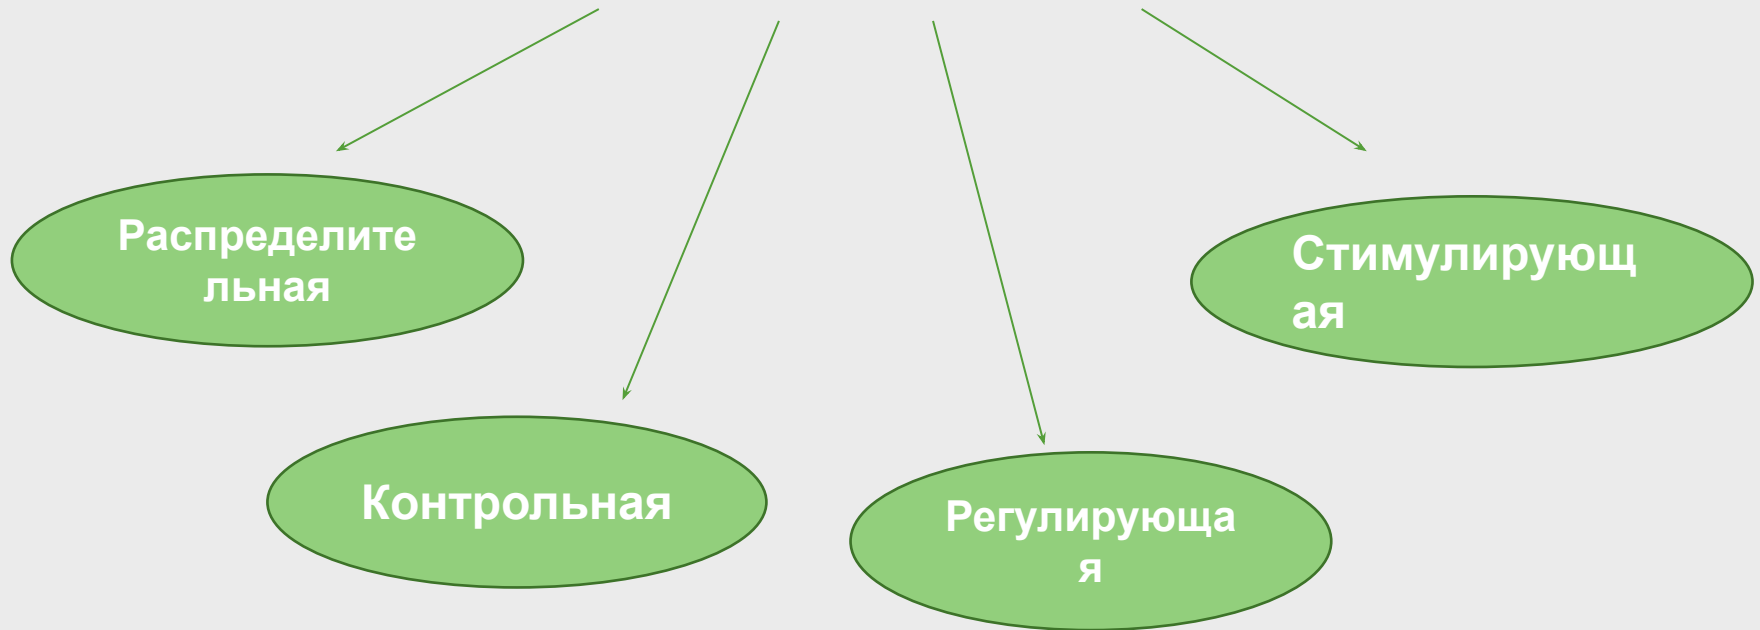 Распределите
льная
Стимулирующ
ая
Контрольная
Регулирующа
я